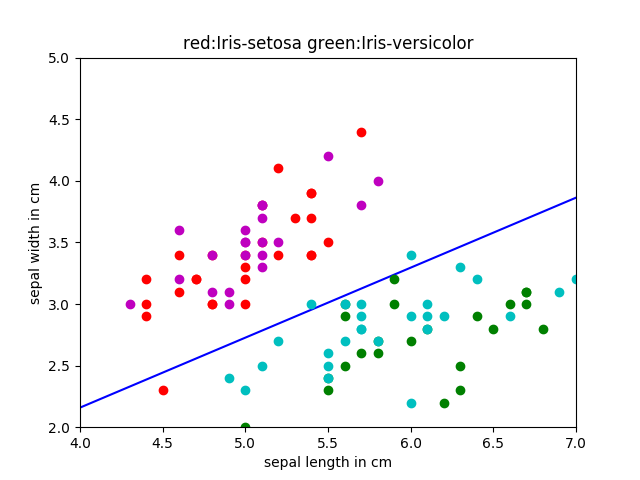 red:Iris-setosa green:Iris-versicolor
5.0
4.5
4.0
3.5
3.0
2.5
2.0
sepal width in cm
4.0 4.5 5.0 5.5 6.0 6.5 7.0
sepal length in cm